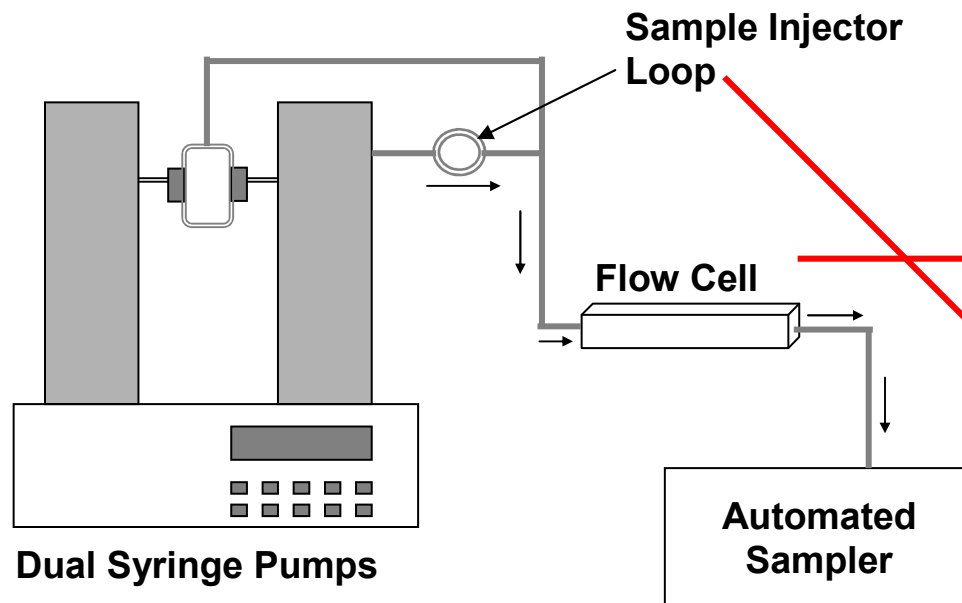 Sample Injector
Loop
Flow Cell
Automated
Sampler
Dual Syringe Pumps